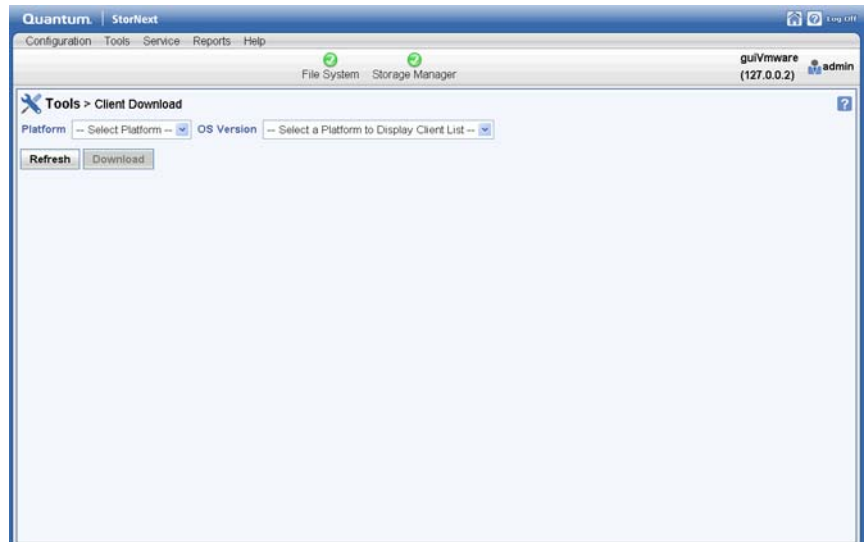 Quantum. StorNext Log Off
Configuration Tools Service Reports Help
File System Storage Manager
guiVmware
(127.0.0.2)
admin
Tools > Client Download
Platform -- Select Platform -- OS Version -- Select a Platform to Display Client List --
Refresh Download